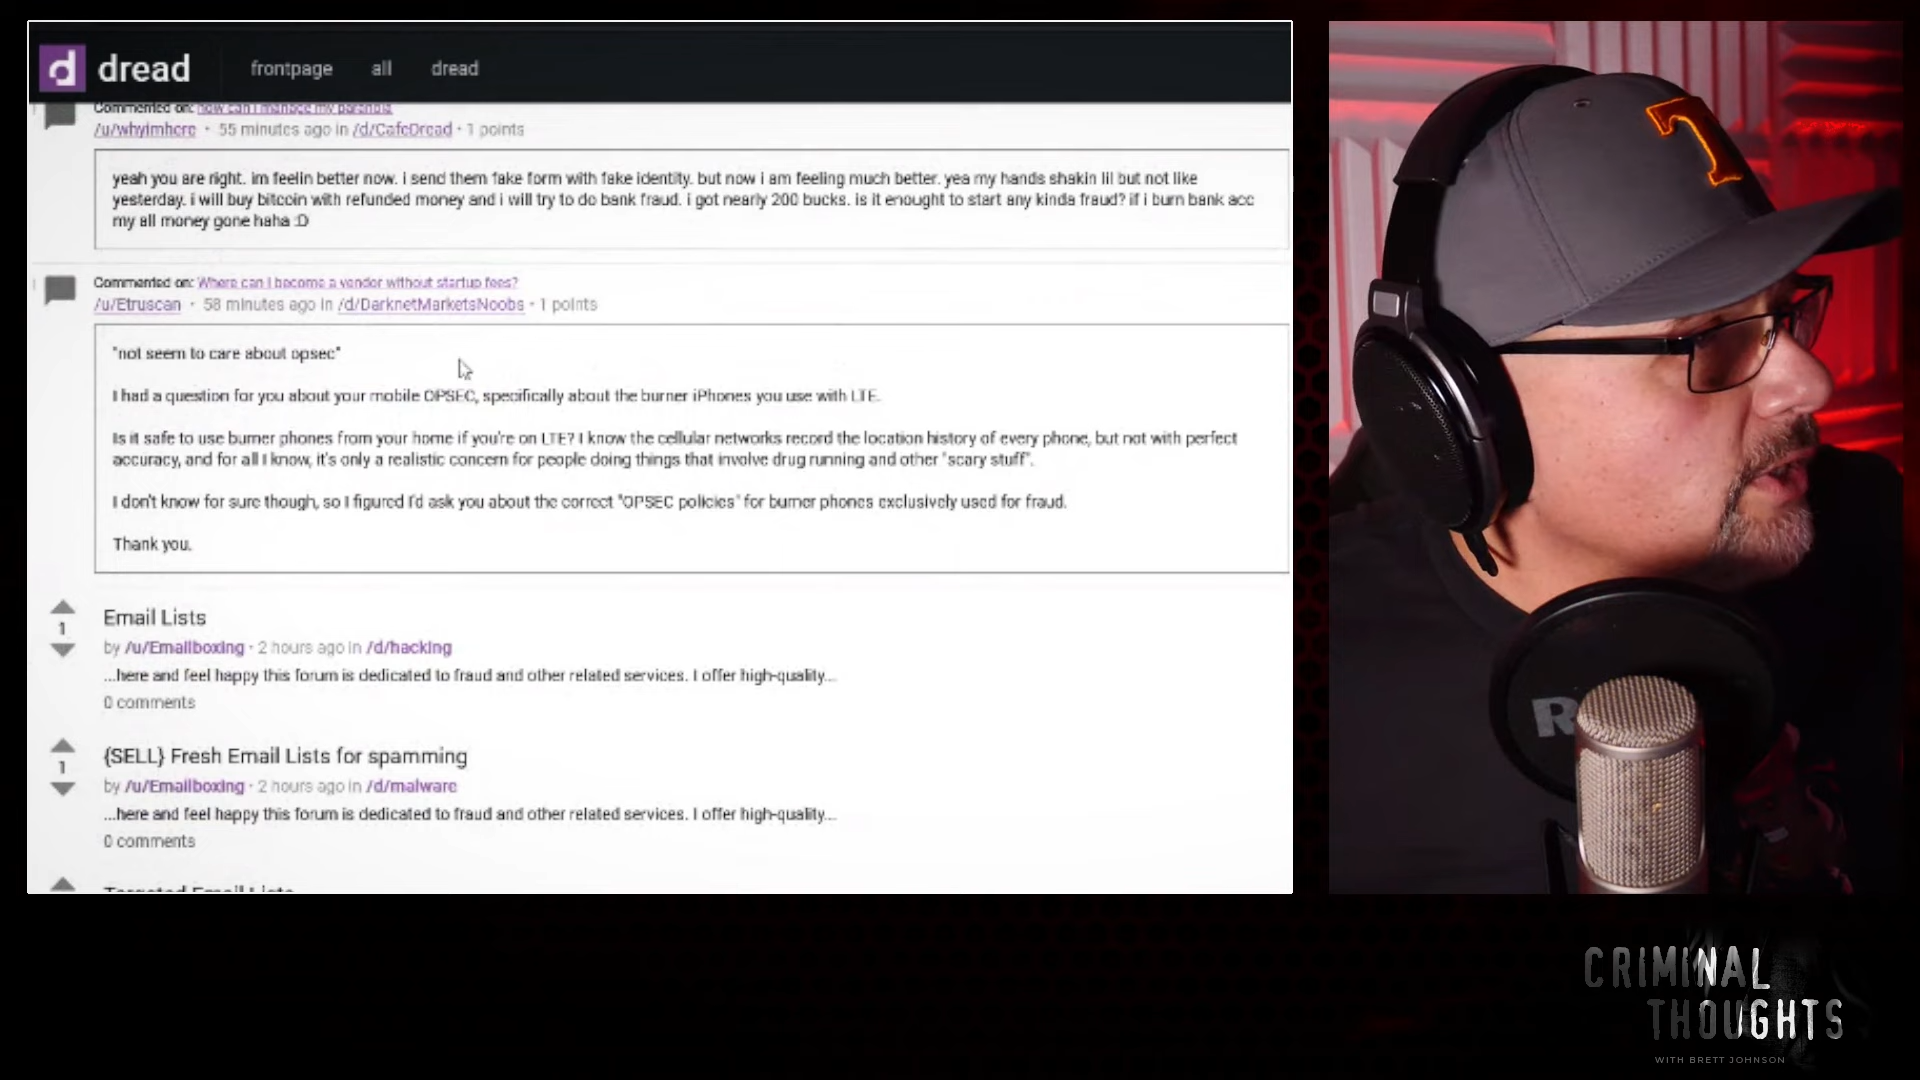 d dread frontpage all dread
Commented on: how can I manage my paranoia
/u/whyimhere · 55 minutes ago in /d/CafeDread · 1 points
yeah you are right. im feelin better now. i send them fake form with fake identity. but now i am feeling much better. yea my hands shakin lil but not like
yesterday. i will buy bitcoin with refunded money and i will try to do bank fraud. i got nearly 200 bucks. is it enought to start any kinda fraud? if i burn bank acc
my all money gone haha :D
Commented on: Where can I become a vendor without startup fees?
/u/Etruscan · 58 minutes ago in /d/DarknetMarketsNoobs · 1 points
"not seem to care about opsec"
I had a question for you about your mobile OPSEC, specifically about the burner iPhones you use with LTE.
Is it safe to use burner phones from your home if you're on LTE? I know the cellular networks record the location history of every phone, but not with perfect
accuracy, and for all I know, it's only a realistic concern for people doing things that involve drug running and other "scary stuff".
I don't know for sure though, so I figured I'd ask you about the correct "OPSEC policies" for burner phones exclusively used for fraud.
Thank you.
Email Lists
1
by /u/Emailboxing · 2 hours ago in /d/hacking
...here and feel happy this forum is dedicated to fraud and other related services. I offer high-quality...
0 comments
{SELL} Fresh Email Lists for spamming
1
by /u/Emailboxing · 2 hours ago in /d/malware
...here and feel happy this forum is dedicated to fraud and other related services. I offer high-quality...
0 comments
Targeted Email Lists
T
R
CRIMINAL
THOUGHTS
WITH BRETT JOHNSON